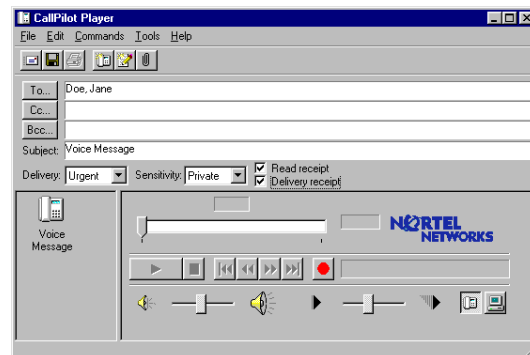 CallPilot Player
File Edit Commands Tools Help
To... Doe, Jane
Cc...
Bcc...
Subject: Voice Message
Delivery: Urgent Sensitivity: Private Read receipt
Delivery receipt
Voice
Message
NORTEL
NETWORKS